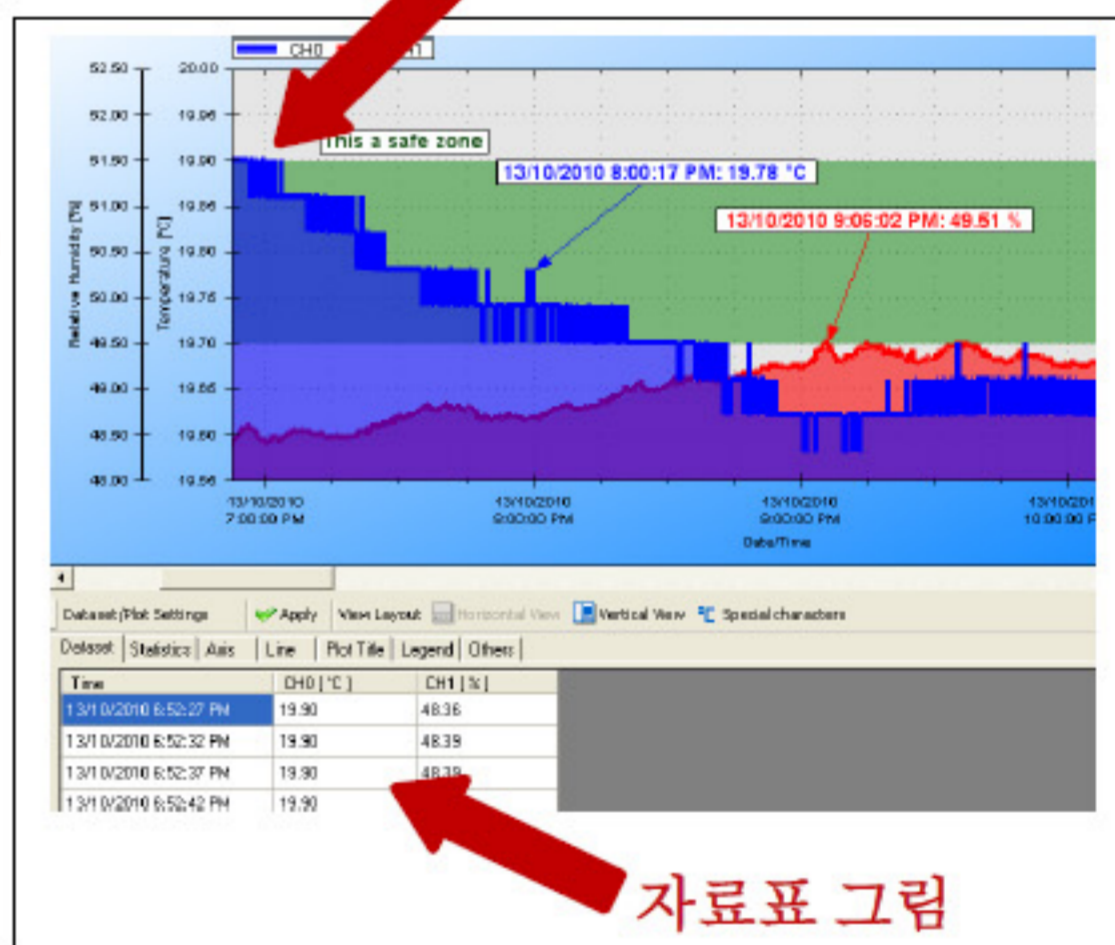 CH0
52.50 20.00
52.00 19.95
This a safe zone
51.50 19.90
13/10/2010 8:00:17 PM: 19.78 °C
51.00 19.85
13/10/2010 9:06:02 PM: 49.51 %
50.50 19.80
50.00 19.75
49.50 19.70
49.00 19.65
48.50 19.60
48.00 19.55
Relative Humidity [%]
Temperature [°C]
13/10/2010 13/10/2010 13/10/2010
7:00:00 PM 8:00:00 PM 9:00:00 PM 10:00:00
Date/Time
Dataset/Plot Settings Apply View Layout Horizontal View Vertical View °C Special characters
Dataset Statistics Axis Line Plot Title Legend Others
Time CH0 [ °C ] CH1 [ % ]
13/10/2010 6:52:27 PM 19.90 48.36
13/10/2010 6:52:32 PM 19.90 48.39
13/10/2010 6:52:37 PM 19.90 48.39
13/10/2010 6:52:42 PM 19.90
자료표 그림